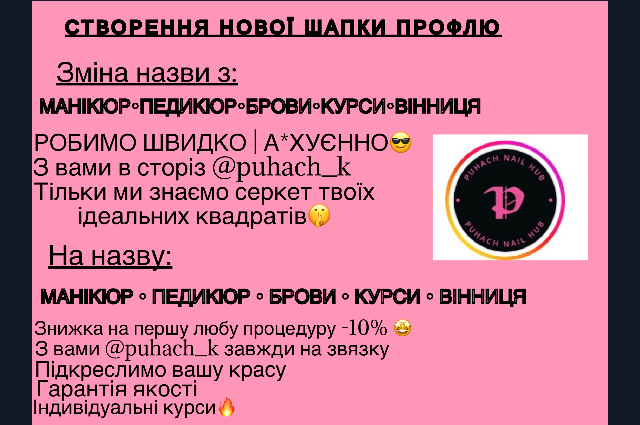 СТВОРЕННЯ НОВОЇ ШАПКИ ПРОФЛЮ
Зміна назви з:
МАНІКЮР•ПЕДИКЮР•БРОВИ•КУРСИ•ВІННИЦЯ
РОБИМО ШВИДКО | А*ХУЄННО😎
З вами в сторіз @puhach_k
Тільки ми знаємо серкет твоїх
ідеальних квадратів🤫
PUHACH NAIL HUB
P
PUHACH NAIL HUB
На назву:
МАНІКЮР • ПЕДИКЮР • БРОВИ • КУРСИ • ВІННИЦЯ
Знижка на першу любу процедуру -10% 🤩
З вами @puhach_k завжди на звязку
Підкреслимо вашу красу
Гарантія якості
Індивідуальні курси🔥